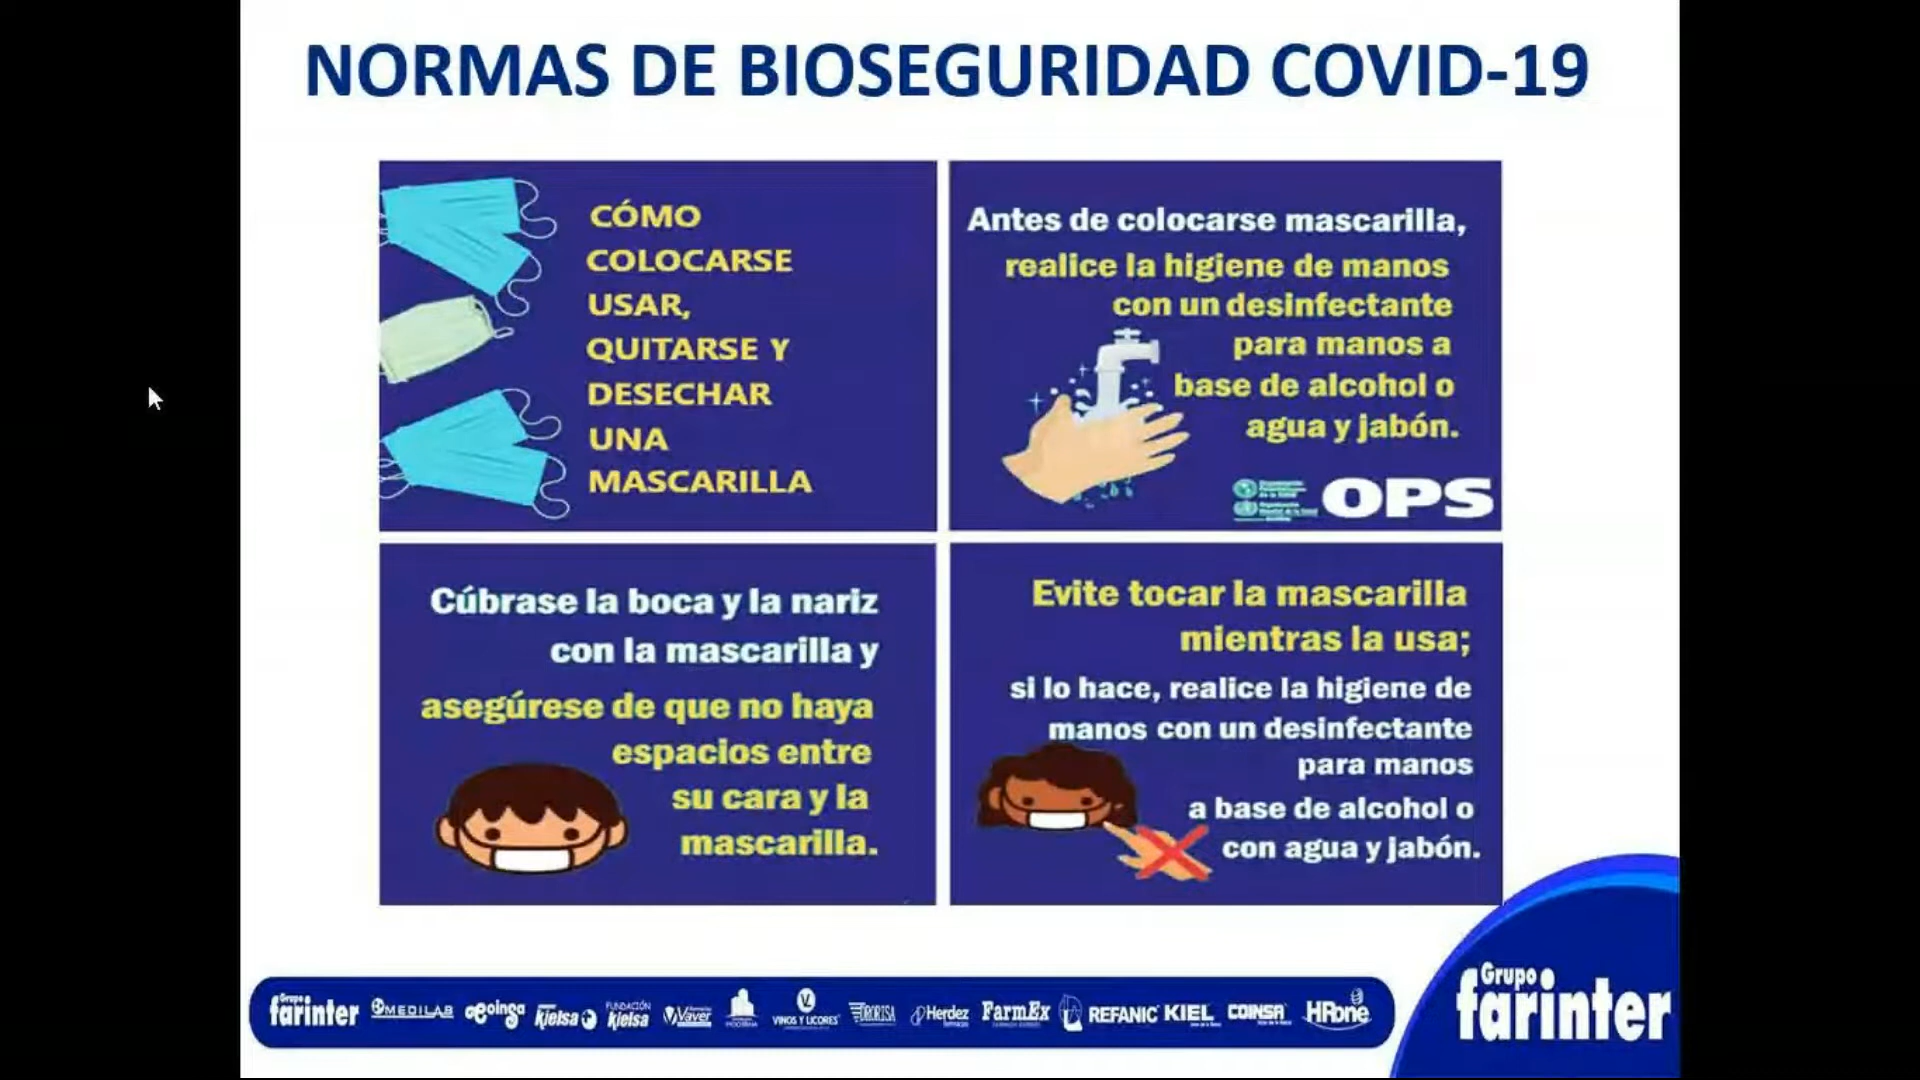 NORMAS DE BIOSEGURIDAD COVID-19
CÓMO
COLOCARSE
USAR,
QUITARSE Y
DESECHAR
UNA
MASCARILLA
Antes de colocarse mascarilla,
realice la higiene de manos
con un desinfectante
para manos a
base de alcohol o
agua y jabón.
OPS
Cúbrase la boca y la nariz
con la mascarilla y
asegúrese de que no haya
espacios entre
su cara y la
mascarilla.
Evite tocar la mascarilla
mientras la usa;
si lo hace, realice la higiene de
manos con un desinfectante
para manos
a base de alcohol o
con agua y jabón.
Grupo
farinter
MEDILAB
kielsa
FUNDACIÓN
kielsa
Vaver
VINOS Y LICORES
Herdez
FarmEx
REFANIC
KIEL
COINSA
HRone
Grupo
farinter